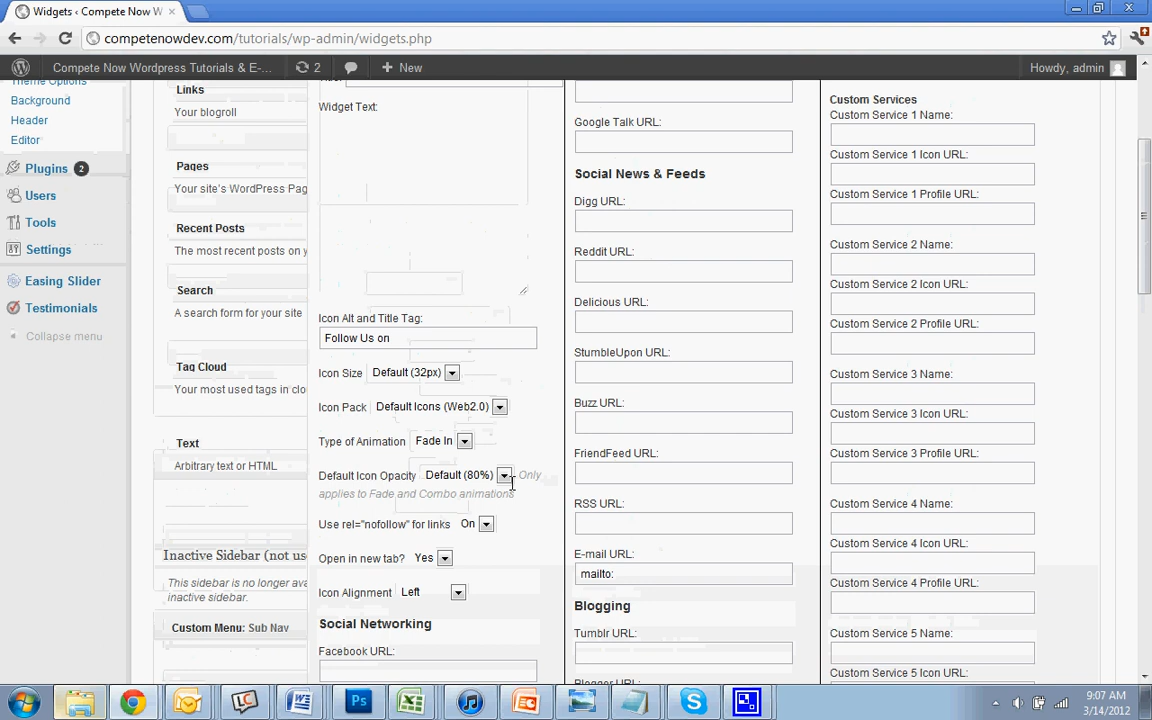 Widgets ‹ Compete Now W
competenowdev.com/tutorials/wp-admin/widgets.php
Compete Now Wordpress Tutorials & E-...
2
New
Howdy, admin
Theme Options
Background
Header
Editor
Plugins 2
Users
Tools
Settings
Easing Slider
Testimonials
Collapse menu
Links
Your blogroll
Pages
Your site's WordPress Pag
Recent Posts
The most recent posts on y
Search
A search form for your site
Tag Cloud
Your most used tags in clo
Text
Arbitrary text or HTML
Inactive Sidebar (not us
This sidebar is no longer ava
inactive sidebar.
Custom Menu: Sub Nav
Widget Text:
Icon Alt and Title Tag:
Follow Us on
Icon Size Default (32px)
Icon Pack Default Icons (Web2.0)
Type of Animation Fade In
Default Icon Opacity Default (80%) Only
applies to Fade and Combo animations
Use rel="nofollow" for links On
Open in new tab? Yes
Icon Alignment Left
Social Networking
Facebook URL:
Google Talk URL:
Social News & Feeds
Digg URL:
Reddit URL:
Delicious URL:
StumbleUpon URL:
Buzz URL:
FriendFeed URL:
RSS URL:
E-mail URL:
mailto:
Blogging
Tumblr URL:
Blogger URL:
Custom Services
Custom Service 1 Name:
Custom Service 1 Icon URL:
Custom Service 1 Profile URL:
Custom Service 2 Name:
Custom Service 2 Icon URL:
Custom Service 2 Profile URL:
Custom Service 3 Name:
Custom Service 3 Icon URL:
Custom Service 3 Profile URL:
Custom Service 4 Name:
Custom Service 4 Icon URL:
Custom Service 4 Profile URL:
Custom Service 5 Name:
Custom Service 5 Icon URL:
9:07 AM
3/14/2012